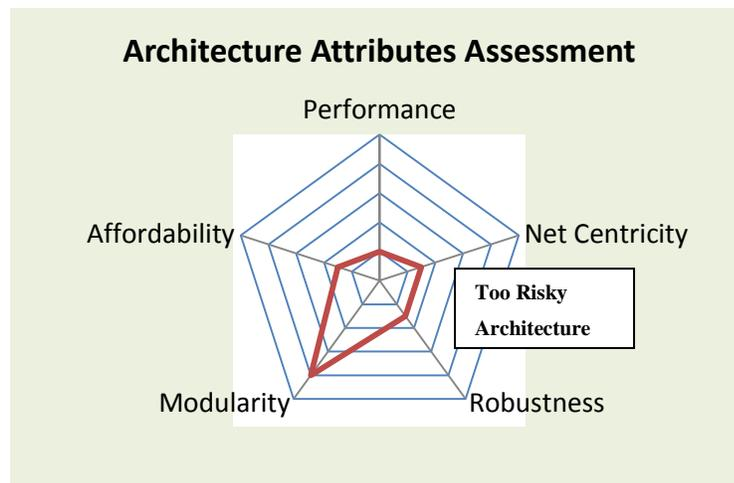 Architecture Attributes Assessment
Performance
Affordability
Net Centricity
Too Risky
Architecture
Modularity
Robustness